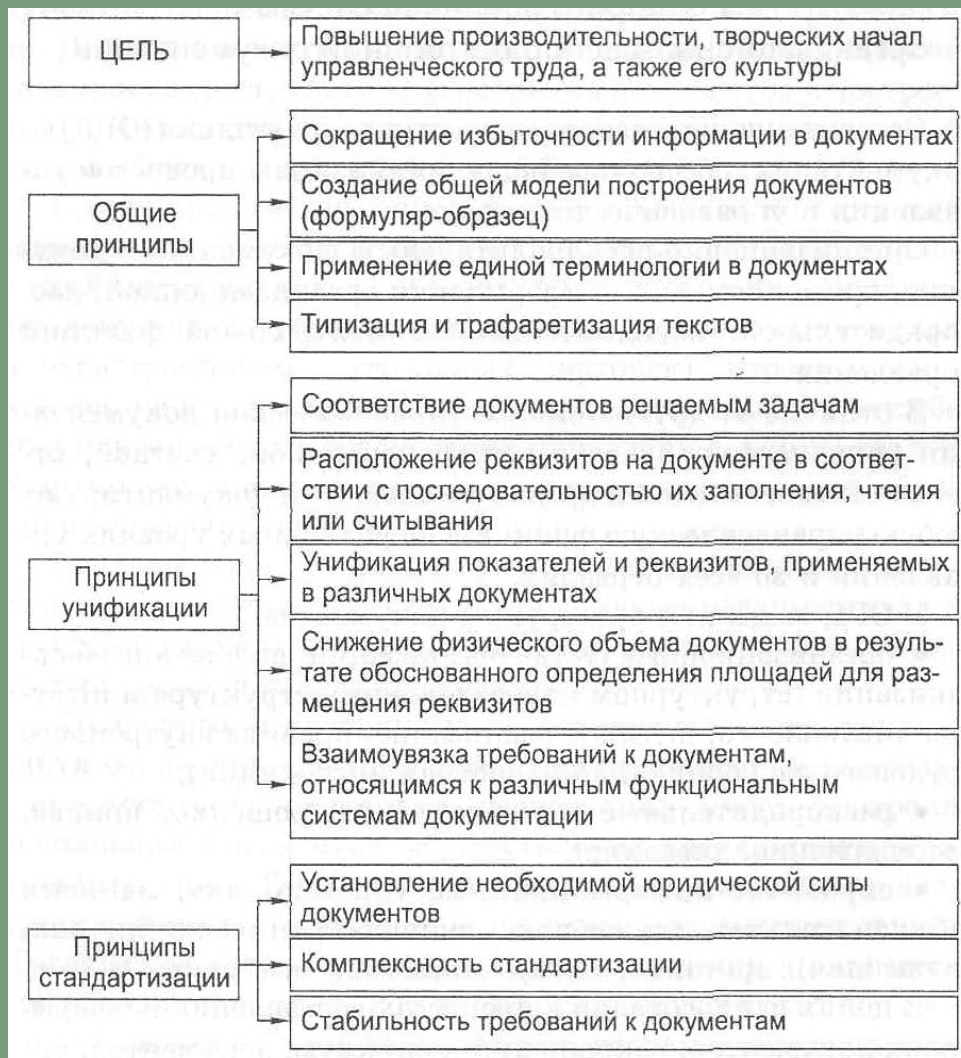 ЦЕЛЬ
Повышение производительности, творческих начал
управленческого труда, а также его культуры
Общие
принципы
Сокращение избыточности информации в документах
Создание общей модели построения документов
(формуляр-образец)
Применение единой терминологии в документах
Типизация и трафаретизация текстов
Принципы
унификации
Соответствие документов решаемым задачам
Расположение реквизитов на документе в соответ-
ствии с последовательностью их заполнения, чтения
или считывания
Унификация показателей и реквизитов, применяемых
в различных документах
Снижение физического объема документов в резуль-
тате обоснованного определения площадей для раз-
мещения реквизитов
Взаимоувязка требований к документам,
относящимся к различным функциональным
системам документации
Принципы
стандартизации
Установление необходимой юридической силы
документов
Комплексность стандартизации
Стабильность требований к документам